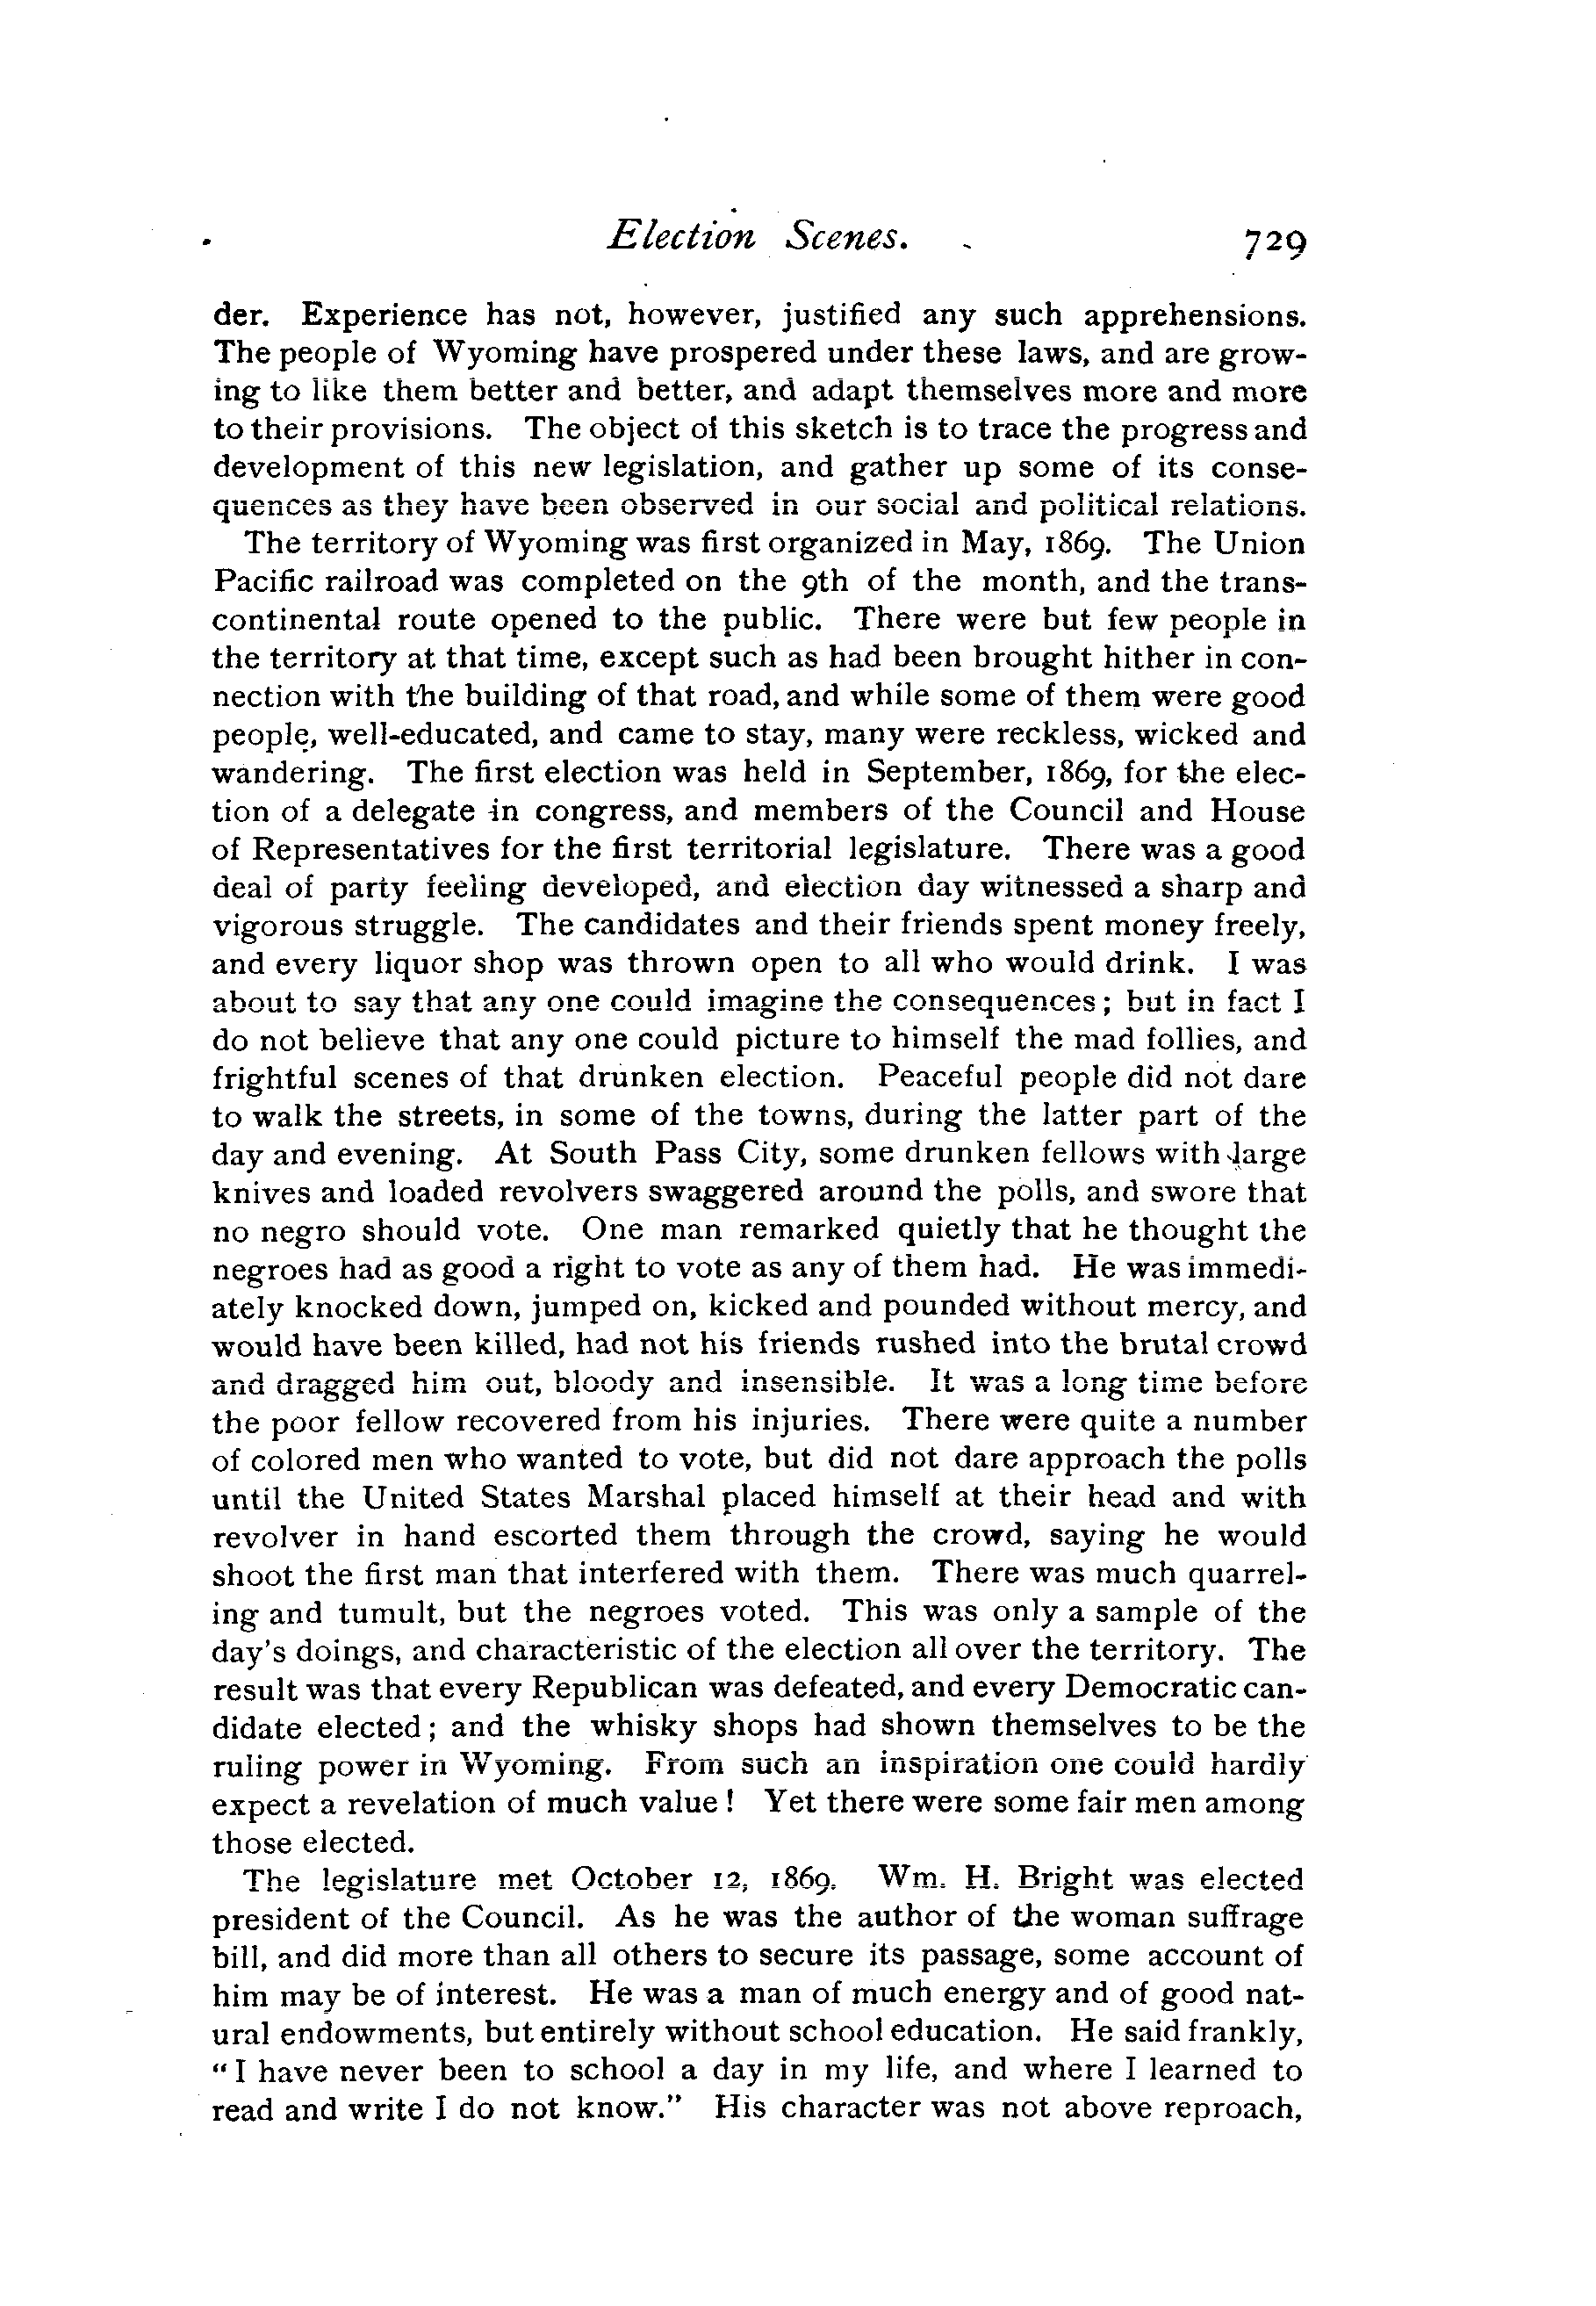 Election Scenes. 729
der. Experience has not, however, justified any such apprehensions.
The people of Wyoming have prospered under these laws, and are grow-
ing to like them better and better, and adapt themselves more and more
to their provisions. The object of this sketch is to trace the progress and
development of this new legislation, and gather up some of its conse-
quences as they have been observed in our social and political relations.
The territory of Wyoming was first organized in May, 1869. The Union
Pacific railroad was completed on the 9th of the month, and the trans-
continental route opened to the public. There were but few people in
the territory at that time, except such as had been brought hither in con-
nection with the building of that road, and while some of them were good
people, well-educated, and came to stay, many were reckless, wicked and
wandering. The first election was held in September, 1869, for the elec-
tion of a delegate in congress, and members of the Council and House
of Representatives for the first territorial legislature. There was a good
deal of party feeling developed, and election day witnessed a sharp and
vigorous struggle. The candidates and their friends spent money freely,
and every liquor shop was thrown open to all who would drink. I was
about to say that any one could imagine the consequences; but in fact I
do not believe that any one could picture to himself the mad follies, and
frightful scenes of that drunken election. Peaceful people did not dare
to walk the streets, in some of the towns, during the latter part of the
day and evening. At South Pass City, some drunken fellows with large
knives and loaded revolvers swaggered around the polls, and swore that
no negro should vote. One man remarked quietly that he thought the
negroes had as good a right to vote as any of them had. He was immedi-
ately knocked down, jumped on, kicked and pounded without mercy, and
would have been killed, had not his friends rushed into the brutal crowd
and dragged him out, bloody and insensible. It was a long time before
the poor fellow recovered from his injuries. There were quite a number
of colored men who wanted to vote, but did not dare approach the polls
until the United States Marshal placed himself at their head and with
revolver in hand escorted them through the crowd, saying he would
shoot the first man that interfered with them. There was much quarrel-
ing and tumult, but the negroes voted. This was only a sample of the
day's doings, and characteristic of the election all over the territory. The
result was that every Republican was defeated, and every Democratic can-
didate elected; and the whisky shops had shown themselves to be the
ruling power in Wyoming. From such an inspiration one could hardly
expect a revelation of much value! Yet there were some fair men among
those elected.
The legislature met October 12, 1869. Wm. H. Bright was elected
president of the Council. As he was the author of the woman suffrage
bill, and did more than all others to secure its passage, some account of
him may be of interest. He was a man of much energy and of good nat-
ural endowments, but entirely without school education. He said frankly,
"I have never been to school a day in my life, and where I learned to
read and write I do not know." His character was not above reproach,